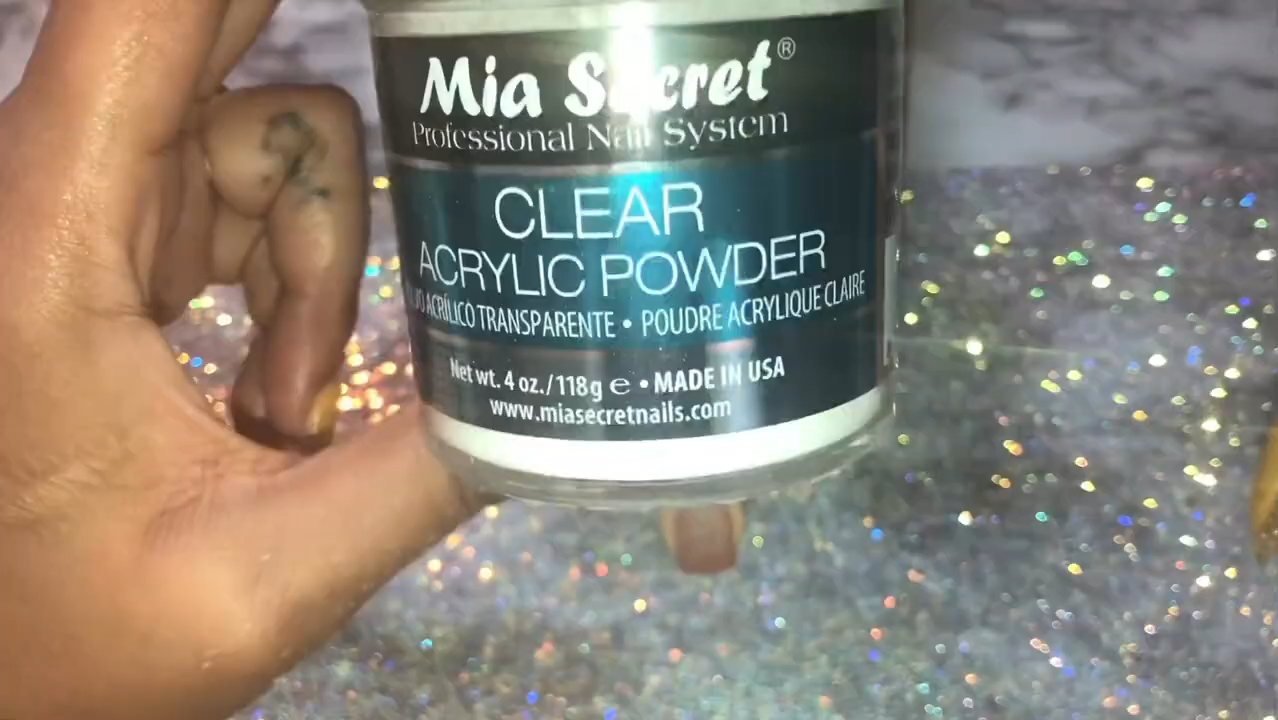 Mia Secret®
Professional Nail System
CLEAR
ACRYLIC POWDER
ACRÍLICO TRANSPARENTE • POUDRE ACRYLIQUE CLAIRE
Net wt. 4 oz./118g e • MADE IN USA
www.miasecretnails.com